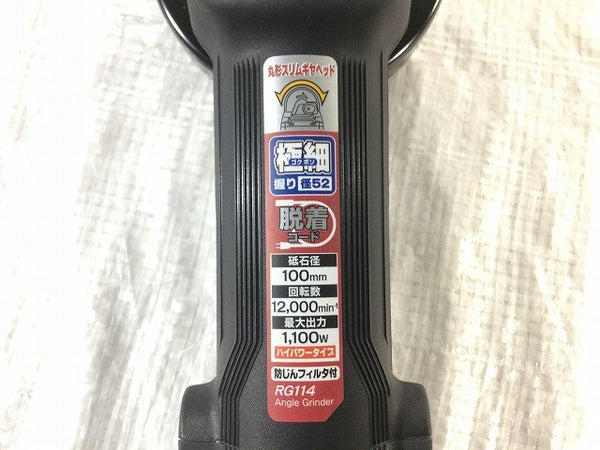 丸形スリムギヤヘッド
極細
ゴクボソ
握り 径52
脱着
コード
砥石径
100mm
回転数
12,000min⁻¹
最大出力
1,100W
ハイパワータイプ
防じんフィルタ付
RG114
Angle Grinder